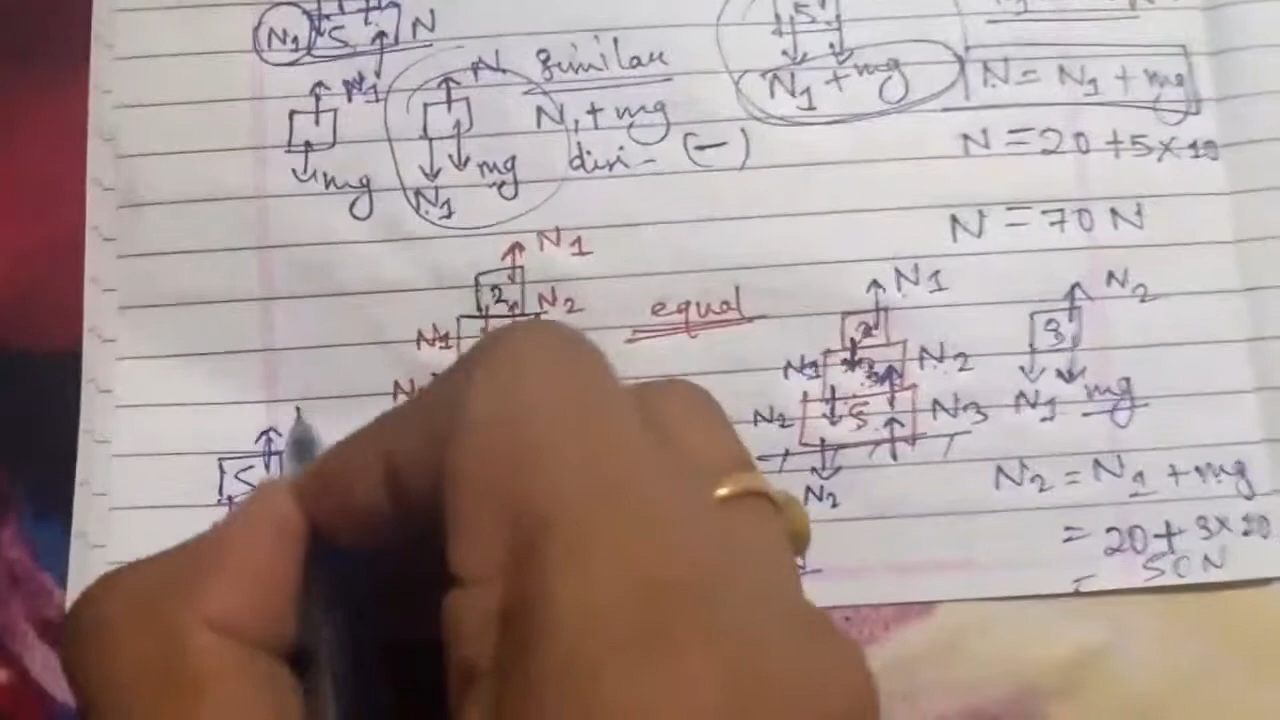 N1 5 N
N1
mg
N
N1
mg
Similar
N1 + mg
(-)
N1 + mg
N = N1 + mg
N = 20 + 5 × 10
N = 70 N
N1
2
N2
N1
5
equal
N1
2
N1 3 N2
N2 5 N3
N2
N2
3
N1 mg
N2 = N1 + mg
= 20 + 3 × 10
=